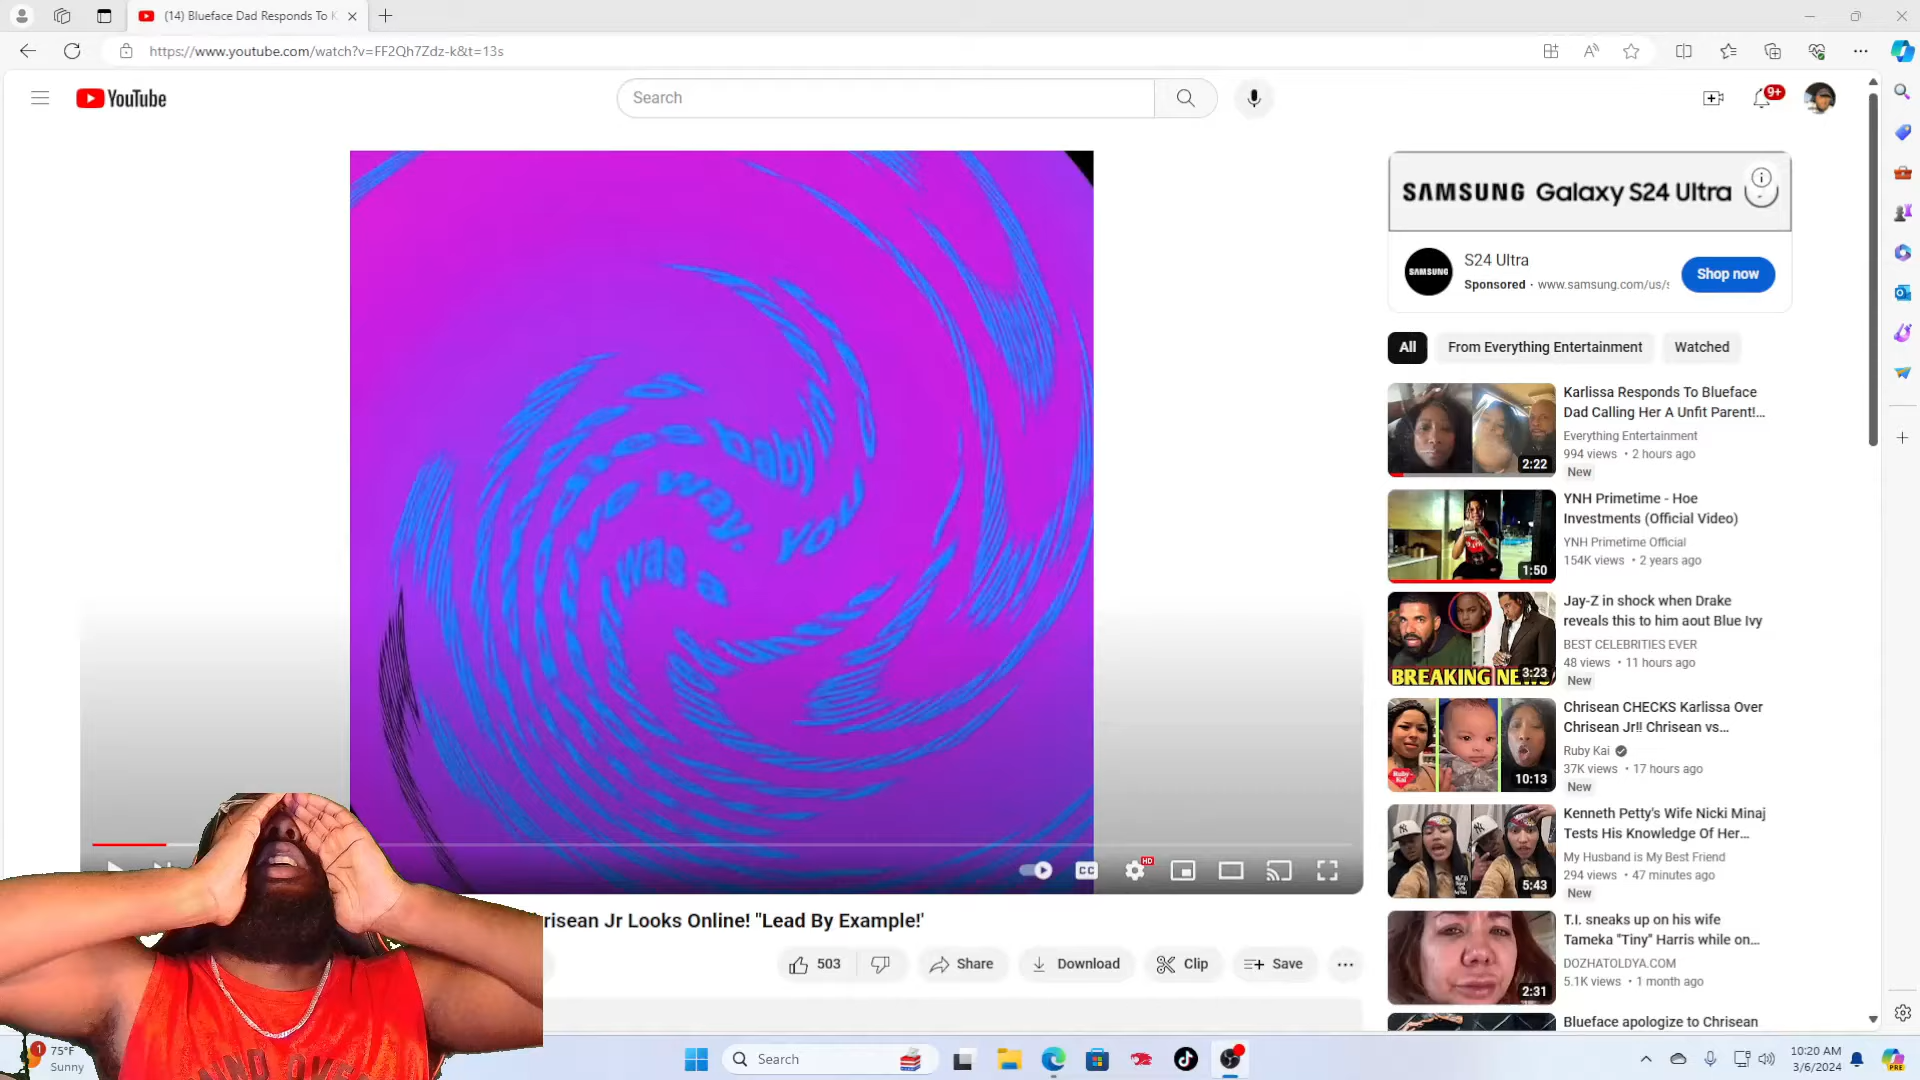 (14) Blueface Dad Responds To K
https://www.youtube.com/watch?v=FF2Qh7Zdz-k&t=13s
YouTube
Search
9+
SAMSUNG Galaxy S24 Ultra
SAMSUNG
S24 Ultra
Sponsored · www.samsung.com/us/s
Shop now
All
From Everything Entertainment
Watched
Karlissa Responds To Blueface
Dad Calling Her A Unfit Parent!...
Everything Entertainment
994 views • 2 hours ago
New
2:22
YNH Primetime - Hoe
Investments (Official Video)
YNH Primetime Official
154K views • 2 years ago
1:50
Jay-Z in shock when Drake
reveals this to him aout Blue Ivy
BEST CELEBRITIES EVER
48 views • 11 hours ago
New
BREAKING NEW
3:23
Chrisean CHECKS Karlissa Over
Chrisean Jr!! Chrisean vs...
Ruby Kai
37K views • 17 hours ago
New
Ruby Kai
10:13
Kenneth Petty's Wife Nicki Minaj
Tests His Knowledge Of Her...
My Husband is My Best Friend
294 views • 47 minutes ago
New
5:43
T.I. sneaks up on his wife
Tameka "Tiny" Harris while on...
DOZHATOLDYA.COM
5.1K views • 1 month ago
2:31
Blueface apologize to Chrisean
baby
way. you
was a
CC
HD
risean Jr Looks Online! "Lead By Example!'
503
Share
Download
Clip
Save
1
75°F
Sunny
Search
10:20 AM
3/6/2024
PRE